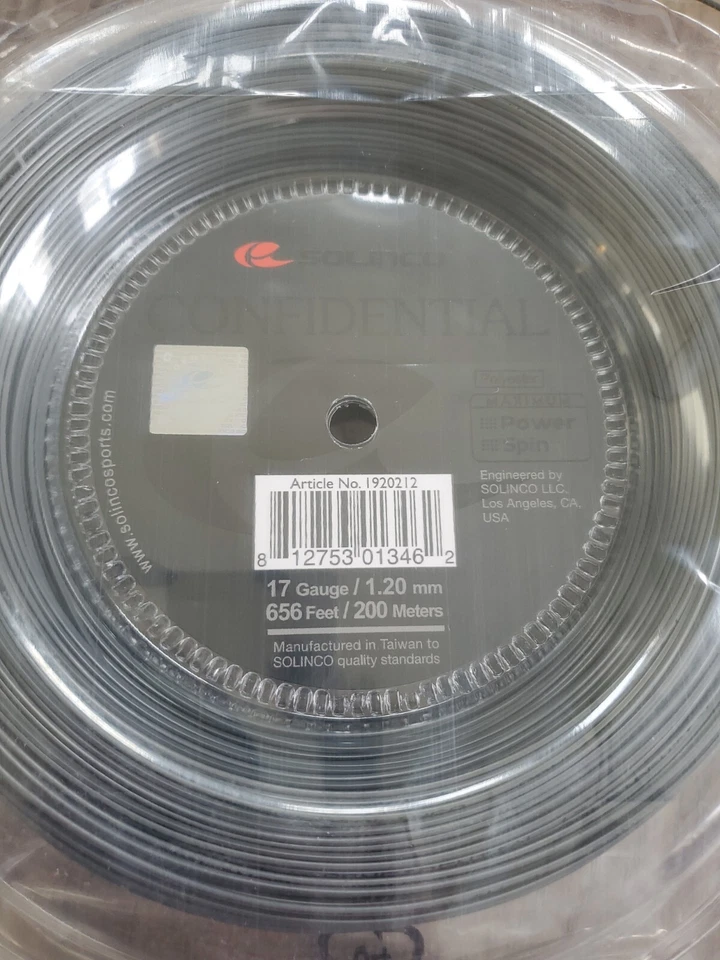 SOLINCO
CONFIDENTIAL
MAXIMUM
Power
Spin
www.solincosports.com
Engineered by
SOLINCO LLC.
Los Angeles, CA,
USA
Article No. 1920212
8 12753 01346 2
17 Gauge / 1.20 mm
656 Feet / 200 Meters
Manufactured in Taiwan to
SOLINCO quality standards